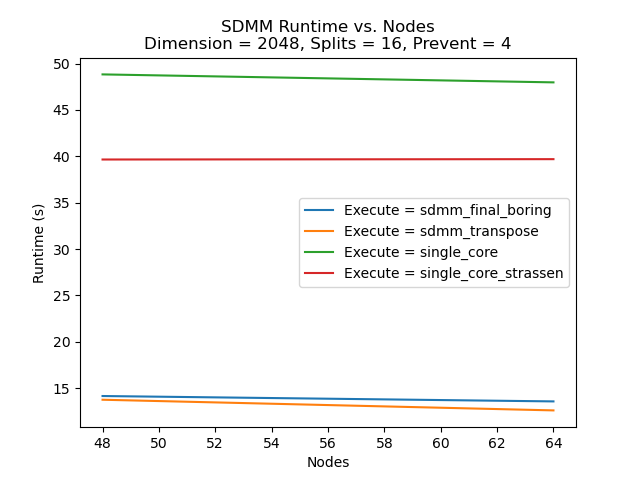 SDMM Runtime vs. Nodes
Dimension = 2048, Splits = 16, Prevent = 4
50
45
40
35
30
25
20
15
Runtime (s)
Execute = sdmm_final_boring
Execute = sdmm_transpose
Execute = single_core
Execute = single_core_strassen
48 50 52 54 56 58 60 62 64
Nodes